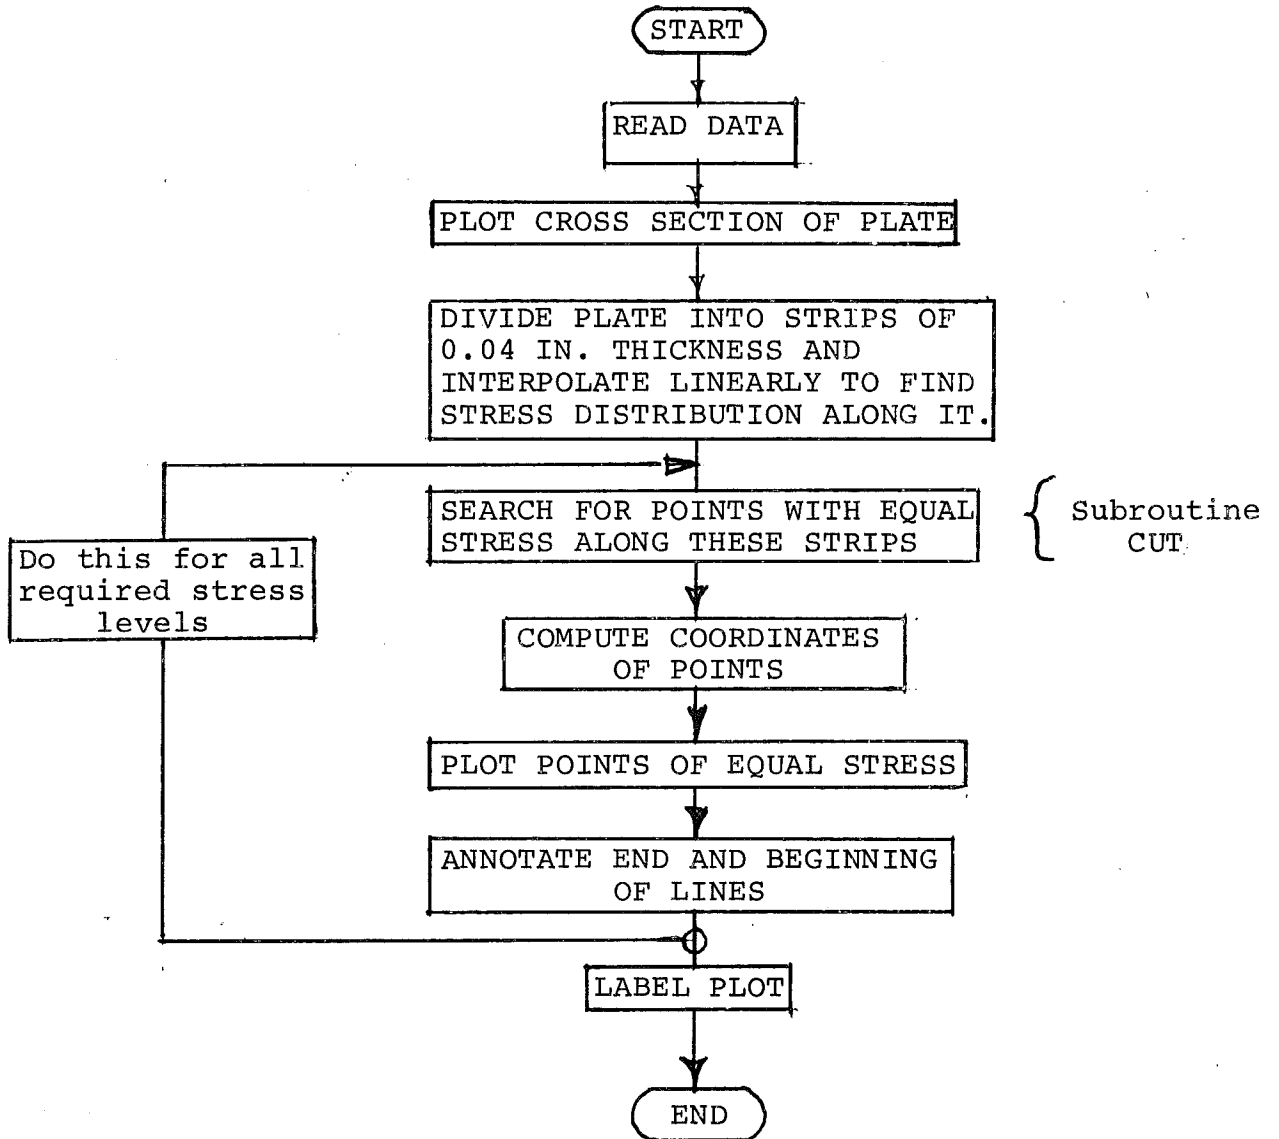 START
READ DATA
PLOT CROSS SECTION OF PLATE
DIVIDE PLATE INTO STRIPS OF
0.04 IN. THICKNESS AND
INTERPOLATE LINEARLY TO FIND
STRESS DISTRIBUTION ALONG IT.
SEARCH FOR POINTS WITH EQUAL
STRESS ALONG THESE STRIPS
Subroutine
CUT
Do this for all
required stress
levels
COMPUTE COORDINATES
OF POINTS
PLOT POINTS OF EQUAL STRESS
ANNOTATE END AND BEGINNING
OF LINES
LABEL PLOT
END